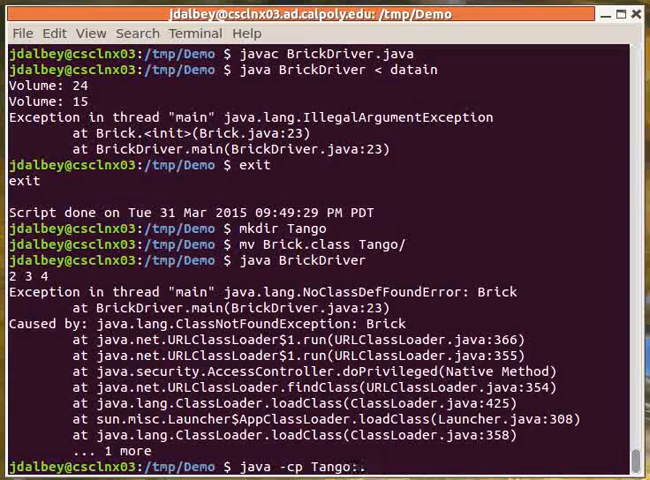 jdalbey@csclnx03.ad.calpoly.edu: /tmp/Demo
File Edit View Search Terminal Help
jdalbey@csclnx03:/tmp/Demo $ javac BrickDriver.java
jdalbey@csclnx03:/tmp/Demo $ java BrickDriver < datain
Volume: 24
Volume: 15
Exception in thread "main" java.lang.IllegalArgumentException
at Brick.<init>(Brick.java:23)
at BrickDriver.main(BrickDriver.java:23)
jdalbey@csclnx03:/tmp/Demo $ exit
exit
Script done on Tue 31 Mar 2015 09:49:29 PM PDT
jdalbey@csclnx03:/tmp/Demo $ mkdir Tango
jdalbey@csclnx03:/tmp/Demo $ mv Brick.class Tango/
jdalbey@csclnx03:/tmp/Demo $ java BrickDriver
2 3 4
Exception in thread "main" java.lang.NoClassDefFoundError: Brick
at BrickDriver.main(BrickDriver.java:23)
Caused by: java.lang.ClassNotFoundException: Brick
at java.net.URLClassLoader$1.run(URLClassLoader.java:366)
at java.net.URLClassLoader$1.run(URLClassLoader.java:355)
at java.security.AccessController.doPrivileged(Native Method)
at java.net.URLClassLoader.findClass(URLClassLoader.java:354)
at java.lang.ClassLoader.loadClass(ClassLoader.java:425)
at sun.misc.Launcher$AppClassLoader.loadClass(Launcher.java:308)
at java.lang.ClassLoader.loadClass(ClassLoader.java:358)
... 1 more
jdalbey@csclnx03:/tmp/Demo $ java -cp Tango:.